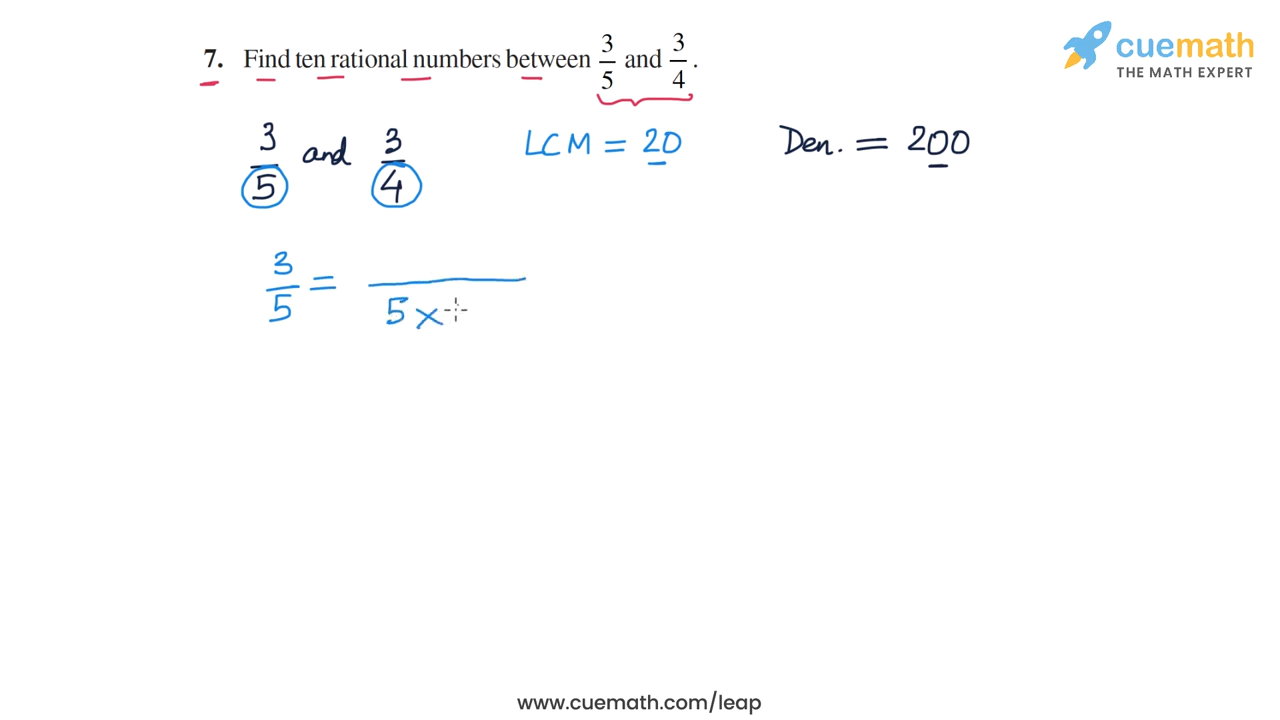 7. Find ten rational numbers between 3/5 and 3/4.
cuemath
THE MATH EXPERT
3/5 and 3/4
LCM = 20
Den. = 200
3/5 = 
5 ×
www.cuemath.com/leap